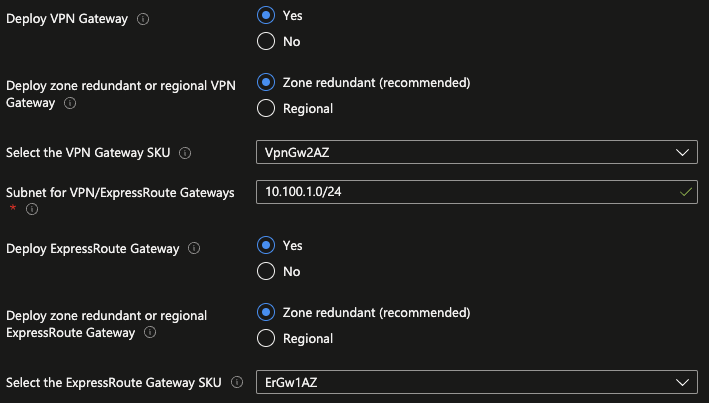 Deploy VPN Gateway
Yes
No
Deploy zone redundant or regional VPN
Gateway
Zone redundant (recommended)
Regional
Select the VPN Gateway SKU
VpnGw2AZ
Subnet for VPN/ExpressRoute Gateways
*
10.100.1.0/24
Deploy ExpressRoute Gateway
Yes
No
Deploy zone redundant or regional
ExpressRoute Gateway
Zone redundant (recommended)
Regional
Select the ExpressRoute Gateway SKU
ErGw1AZ